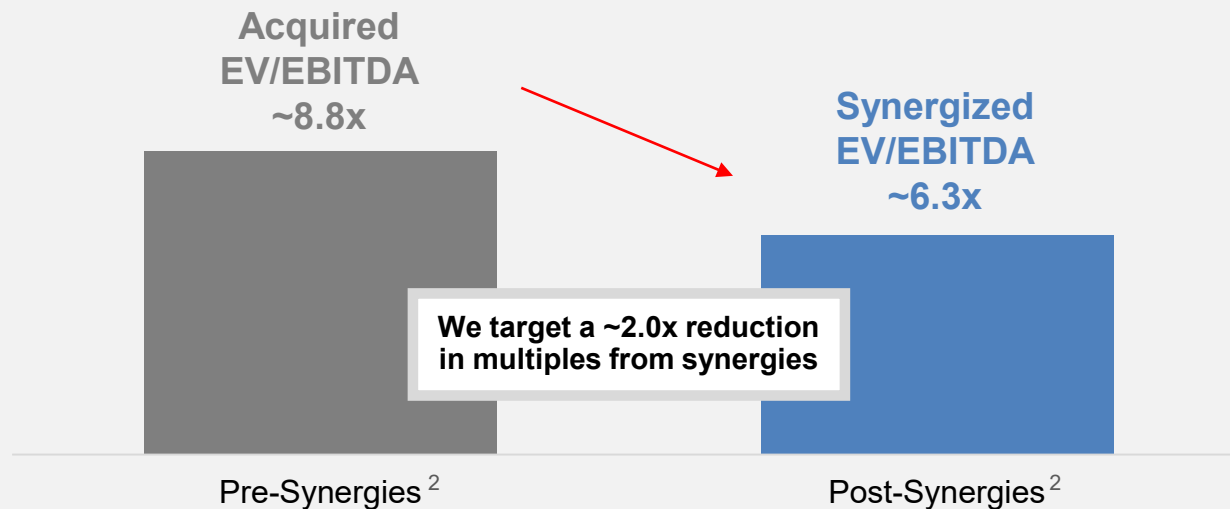 Acquired
EV/EBITDA
~8.8x
Synergized
EV/EBITDA
~6.3x
We target a ~2.0x reduction
in multiples from synergies
Pre-Synergies 2
Post-Synergies 2